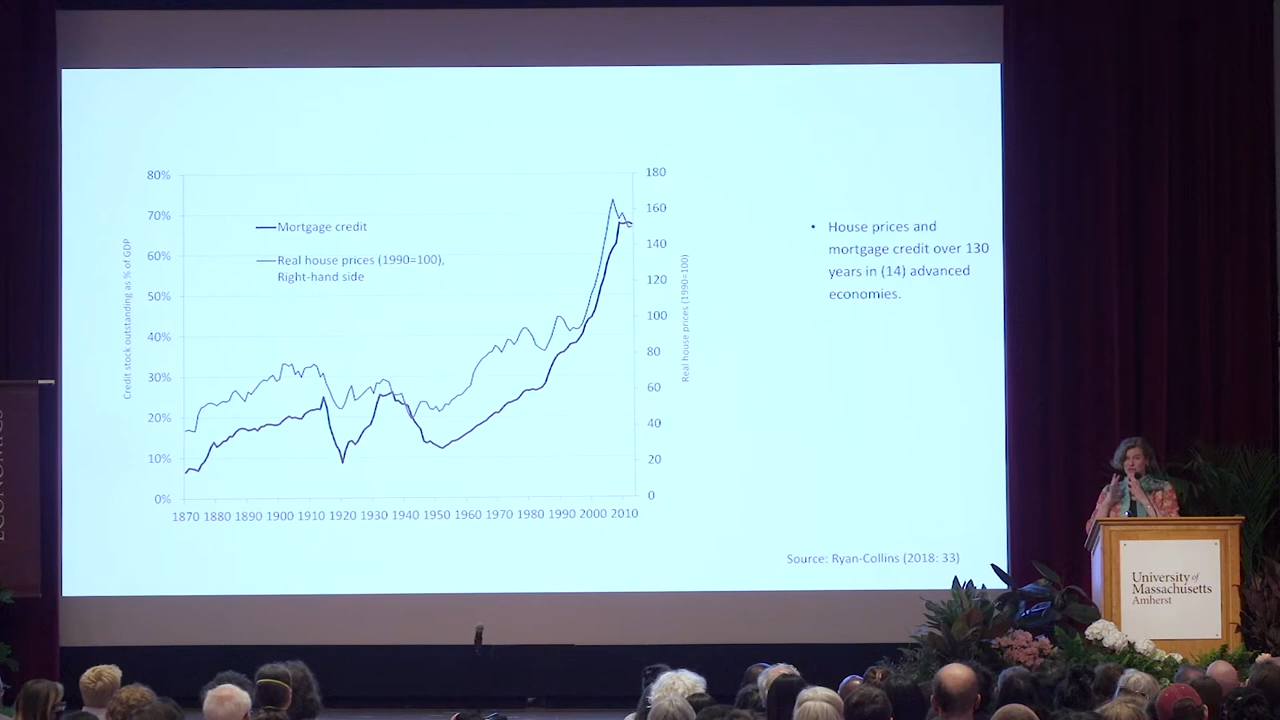 80%
70%
60%
50%
40%
30%
20%
10%
0%
Credit stock outstanding as % of GDP
Mortgage credit
Real house prices (1990=100),
Right-hand side
180
160
140
120
100
80
60
40
20
0
Real house prices (1990=100)
1870 1880 1890 1900 1910 1920 1930 1940 1950 1960 1970 1980 1990 2000 2010
• House prices and
mortgage credit over 130
years in (14) advanced
economies.
Source: Ryan-Collins (2018: 33)
ECONOMICS
University of
Massachusetts
Amherst